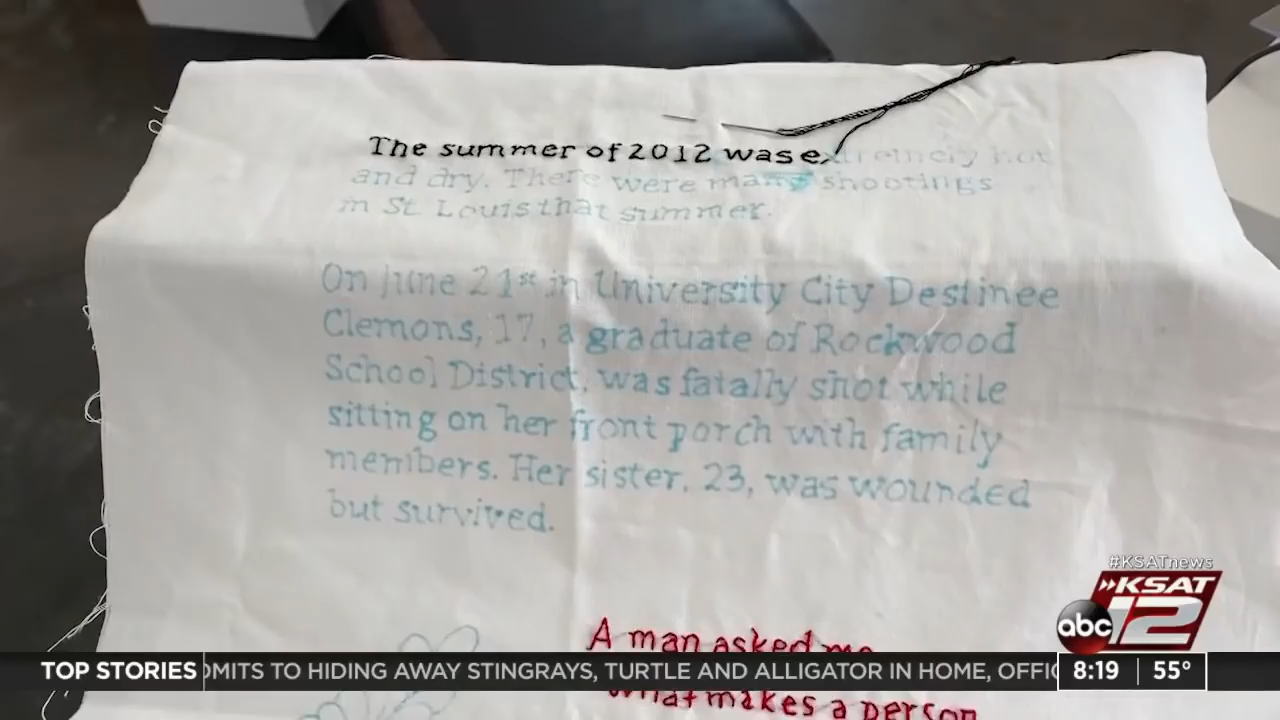 The summer of 2012 was extremely hot
and dry. There were many shootings
in St Louis that summer.
On June 21st in University City Destinee
Clemons, 17, a graduate of Rockwood
School District, was fatally shot while
sitting on her front porch with family
members. Her sister, 23, was wounded
but survived.
A man asked me
What makes a person
#KSATnews
KSAT
abc 12
TOP STORIES OMITS TO HIDING AWAY STINGRAYS, TURTLE AND ALLIGATOR IN HOME, OFFIC 8:19 55°